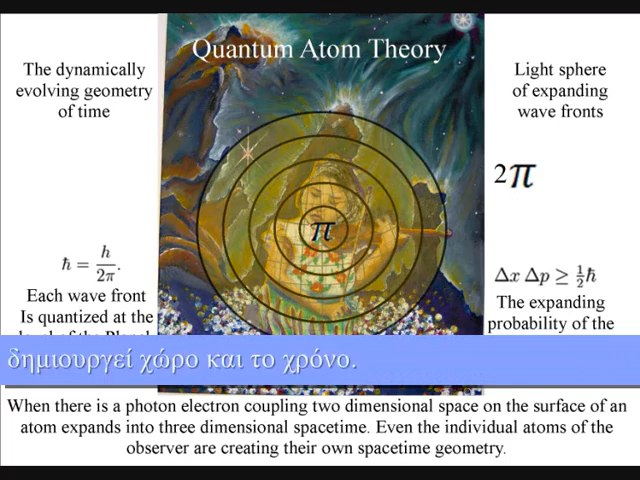 Quantum Atom Theory
The dynamically
evolving geometry
of time
Light sphere
of expanding
wave fronts
2π
π
ħ = h/2π.
Each wave front
Is quantized at the
Δx Δp ≥ ½ħ
The expanding
probability of the
δημιουργεί χώρο και το χρόνο.
When there is a photon electron coupling two dimensional space on the surface of an
atom expands into three dimensional spacetime. Even the individual atoms of the
observer are creating their own spacetime geometry.